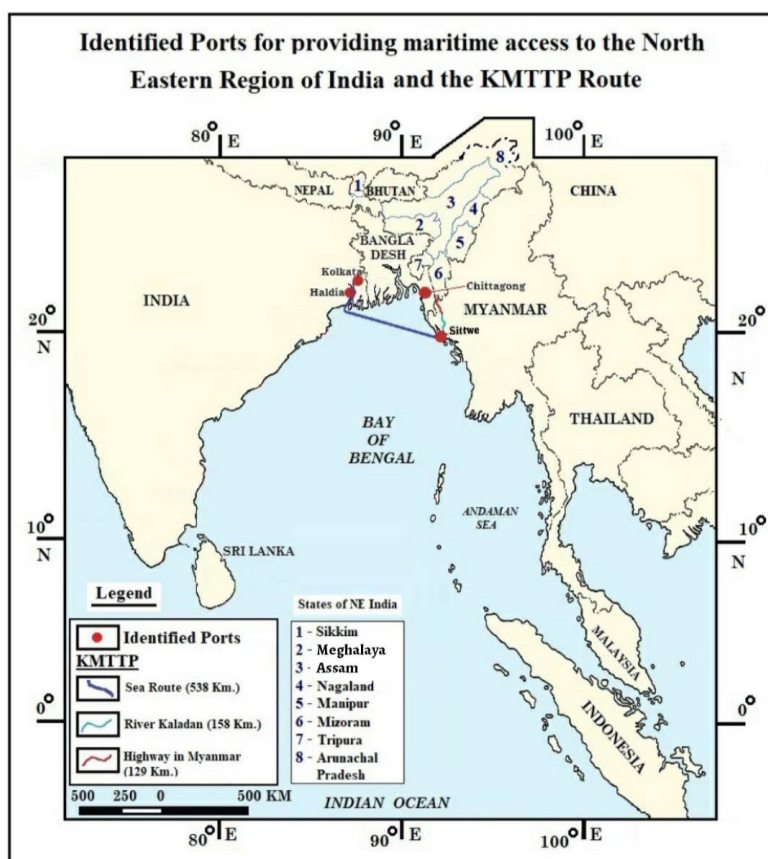 Identified Ports for providing maritime access to the North
Eastern Region of India and the KMTTP Route
80° E
90° E
100° E
8
NEPAL
1
BHUTAN
3
4
CHINA
2
BANGLA
DESH
5
7
6
Kolkata
Haldia
Chittagong
INDIA
MYANMAR
20°
N
Sittwe
20°
N
BAY
OF
BENGAL
THAILAND
ANDAMAN
SEA
10°
N
10°
N
SRI LANKA
Legend
Identified Ports
KMTTP
Sea Route (538 Km.)
River Kaladan (158 Km.)
Highway in Myanmar
(129 Km.)
States of NE India
1 - Sikkim
2 - Meghalaya
3 - Assam
4 - Nagaland
5 - Manipur
6 - Mizoram
7 - Tripura
8 - Arunachal
Pradesh
MALAYSIA
INDONESIA
0°
0°
500 250 0 500 KM
INDIAN OCEAN
80° E
90° E
100° E